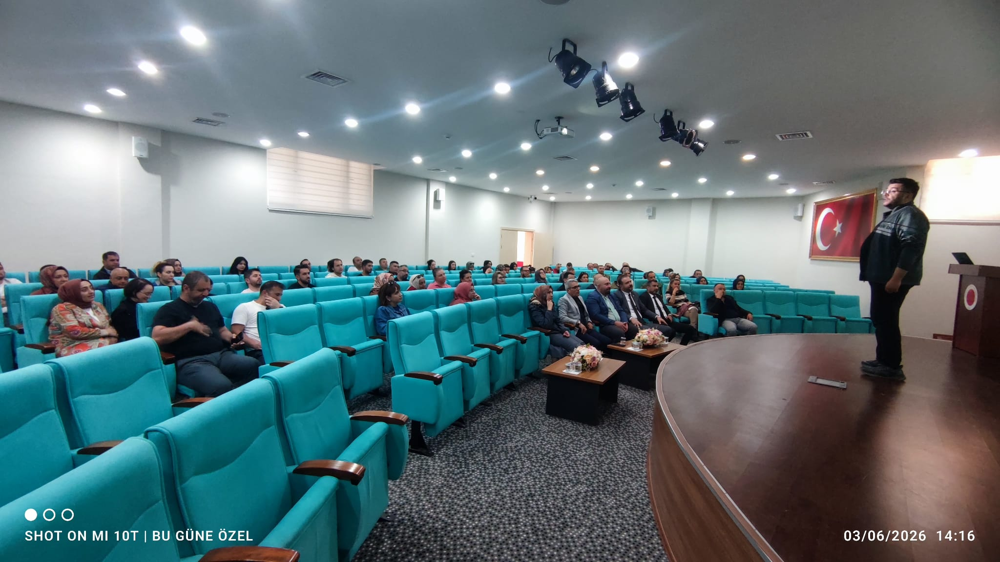 SHOT ON MI 10T | BU GÜNE ÖZEL
03/06/2026 14:16